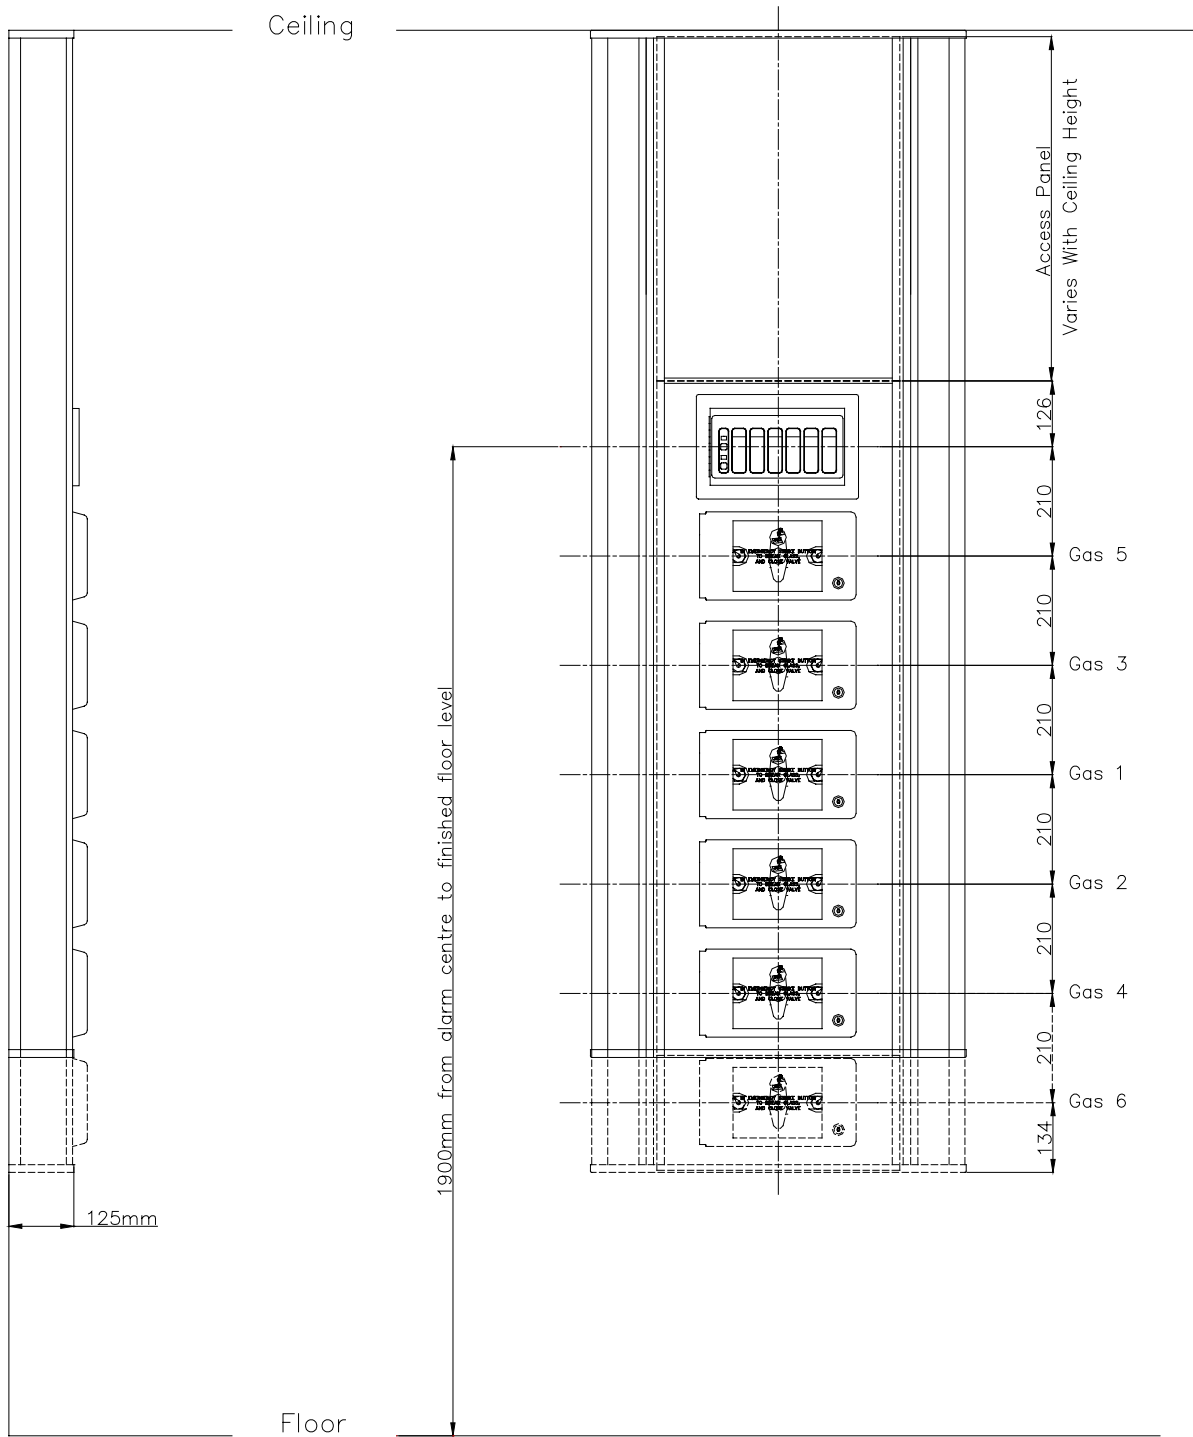 Ceiling
Access Panel
Varies With Ceiling Height
126
210
Gas 5
210
Gas 3
210
Gas 1
210
Gas 2
210
Gas 4
210
Gas 6
134
1900mm from alarm centre to finished floor level
125mm
Floor